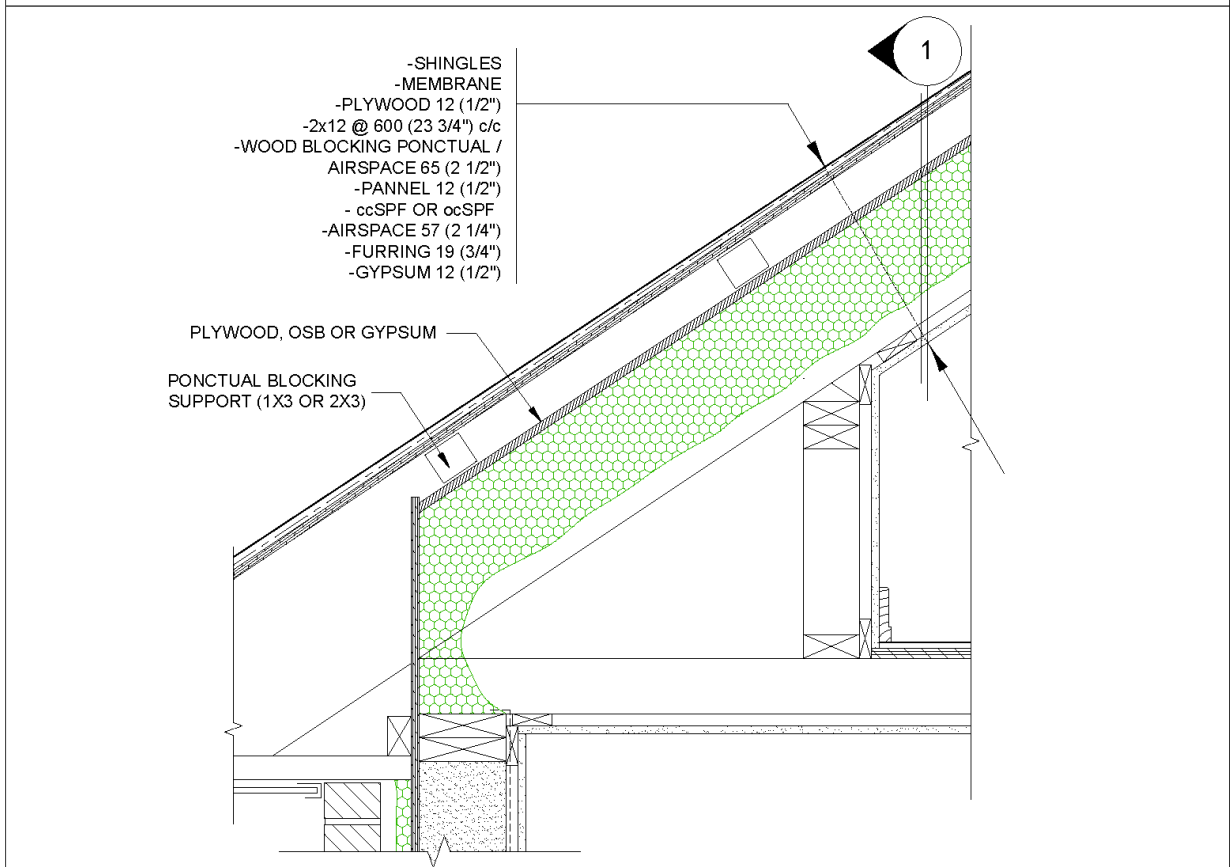 -SHINGLES
-MEMBRANE
-PLYWOOD 12 (1/2")
-2x12 @ 600 (23 3/4") c/c
-WOOD BLOCKING PONCTUAL /
AIRSPACE 65 (2 1/2")
-PANNEL 12 (1/2")
- ccSPF OR ocSPF
-AIRSPACE 57 (2 1/4")
-FURRING 19 (3/4")
-GYPSUM 12 (1/2")
1
PLYWOOD, OSB OR GYPSUM
PONCTUAL BLOCKING
SUPPORT (1X3 OR 2X3)